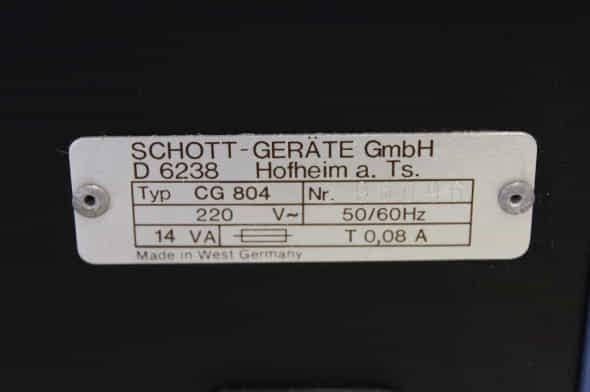 SCHOTT-GERÄTE GmbH
D 6238 Hofheim a. Ts.
Typ CG 804 Nr.
220 V~ 50/60Hz
14 VA T 0,08 A
Made in West Germany